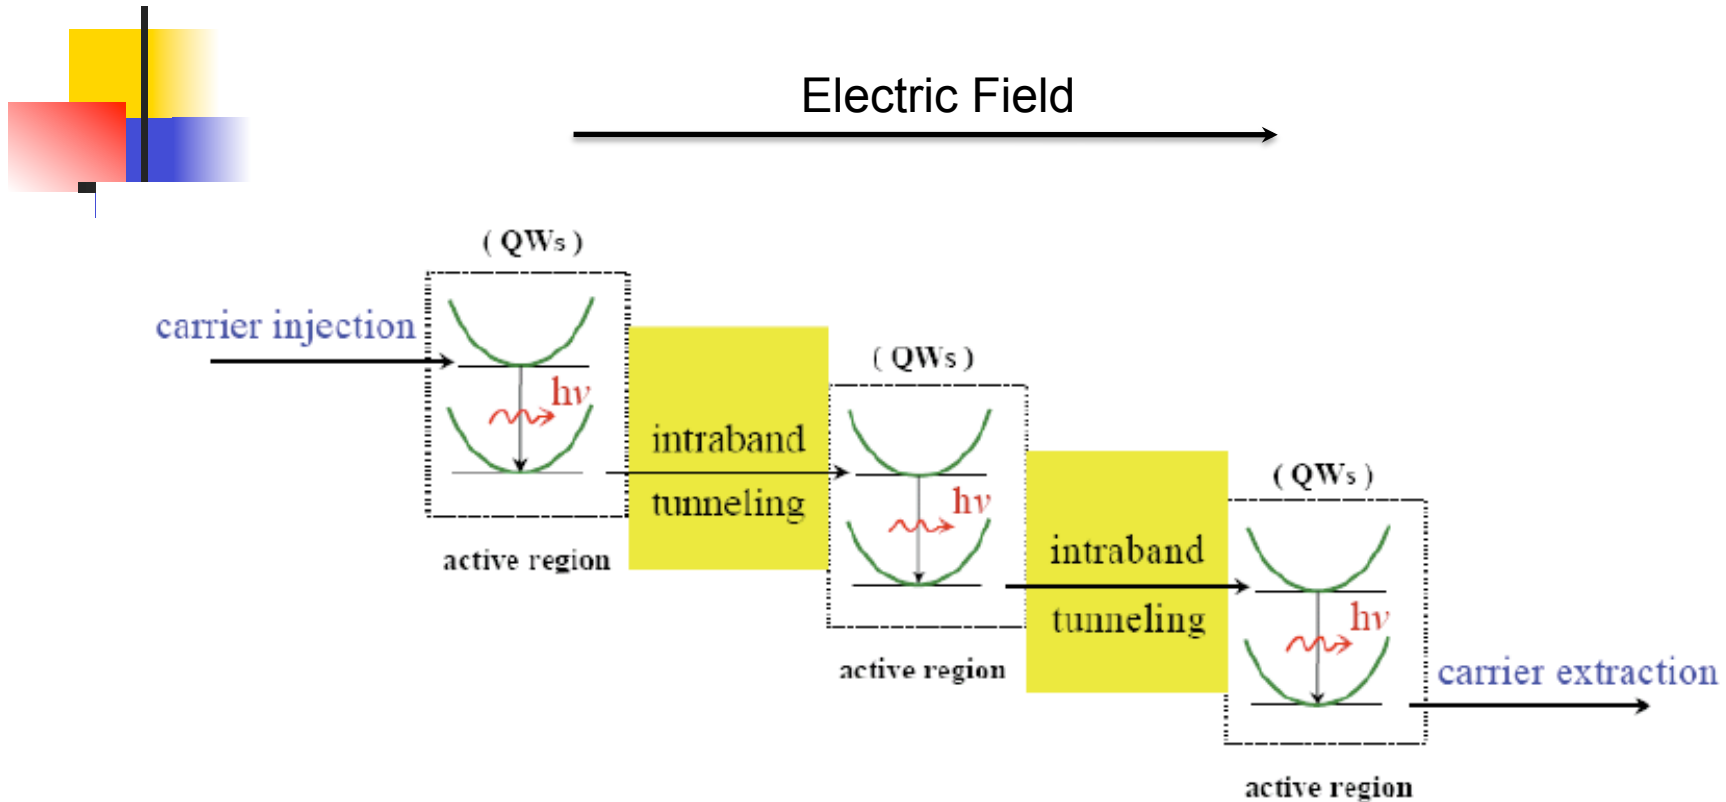 Electric Field
( QWs )
carrier injection
hν
intraband
tunneling
active region
( QWs )
hν
intraband
tunneling
active region
( QWs )
hν
carrier extraction
active region